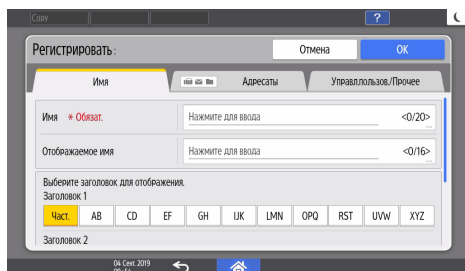 Copy
?
Регистрировать :
Отмена
OK
Имя
Адресаты
Управл.пользов./Прочее
Имя * Обязат.
Нажмите для ввода
<0/20>
Отображаемое имя
Нажмите для ввода
<0/16>
Выберите заголовок для отображения.
Заголовок 1
Част. AB CD EF GH IJK LMN OPQ RST UVW XYZ
Заголовок 2
04 Сент. 2019